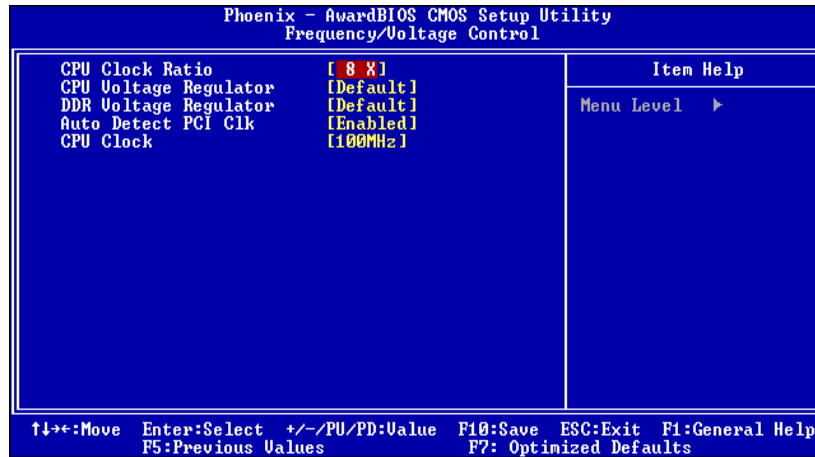 Phoenix - AwardBIOS CMOS Setup Utility
Frequency/Voltage Control
CPU Clock Ratio [ 8 X]
CPU Voltage Regulator [Default]
DDR Voltage Regulator [Default]
Auto Detect PCI Clk [Enabled]
CPU Clock [100MHz]
Item Help
Menu Level ►
↑↓→←:Move Enter:Select +/-/PU/PD:Value F10:Save ESC:Exit F1:General Help
F5:Previous Values F7: Optimized Defaults